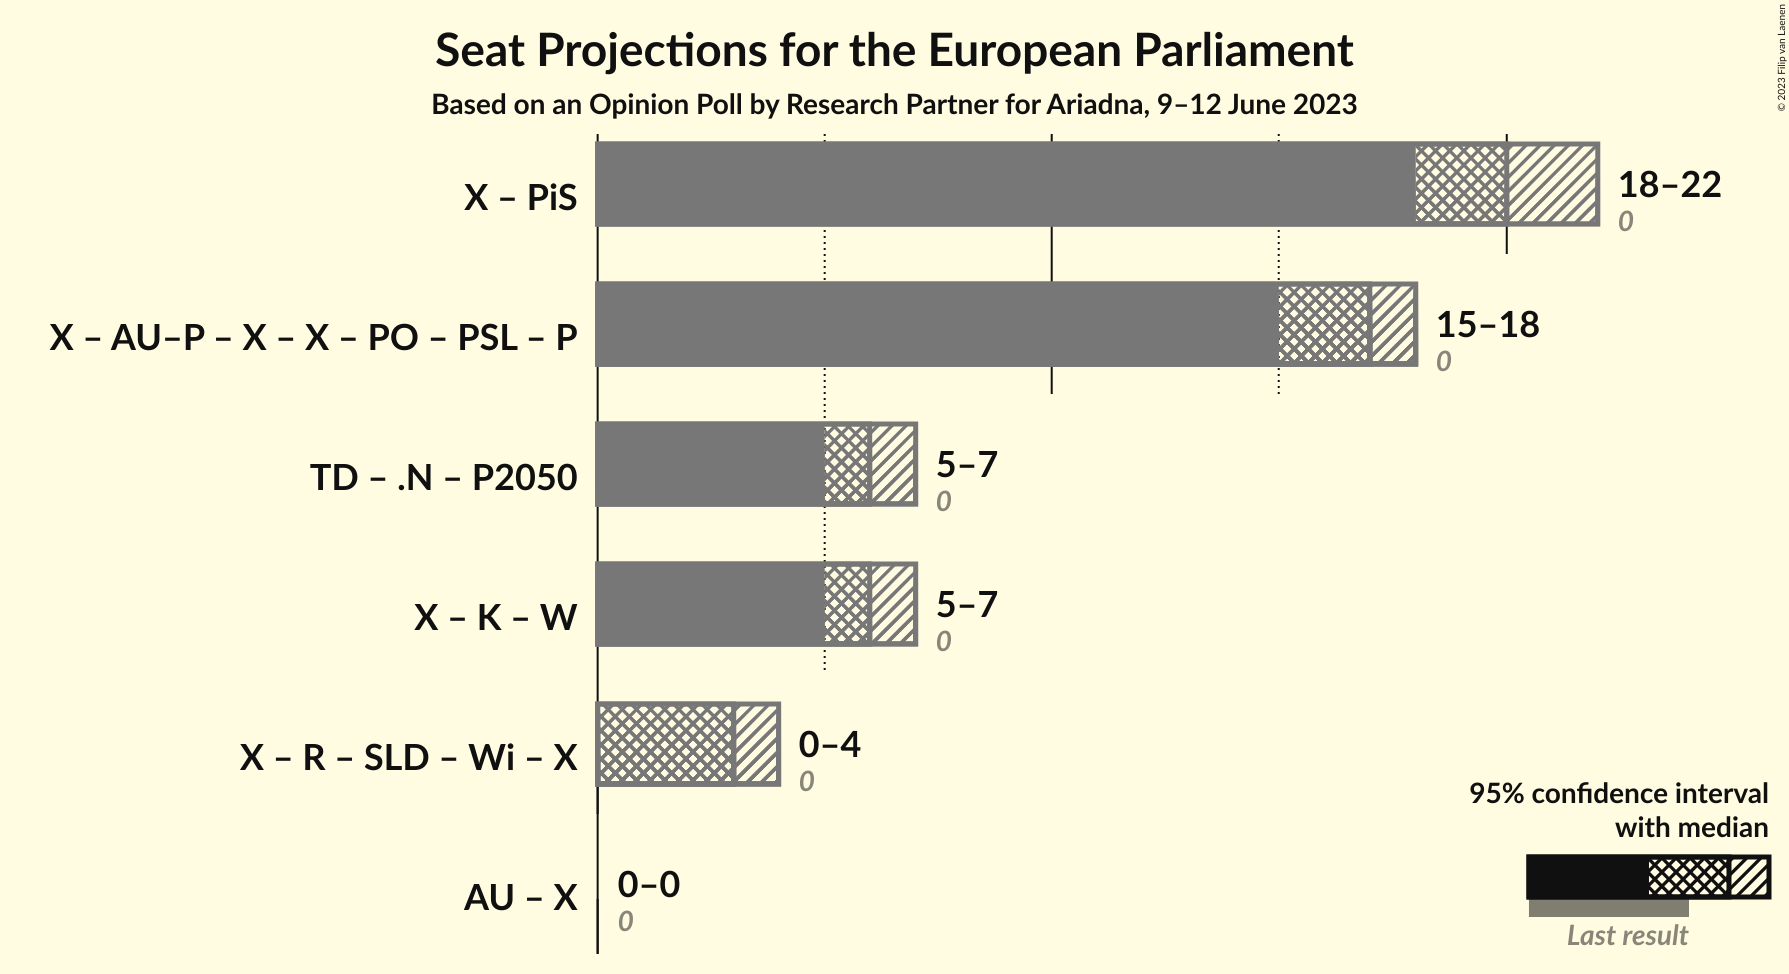 Seat Projections for the European Parliament
Based on an Opinion Poll by Research Partner for Ariadna, 9–12 June 2023
© 2023 Filip van Laenen
X – PiS
18–22
0
X – AU–P – X – X – PO – PSL – P
15–18
0
TD – .N – P2050
5–7
0
X – K – W
5–7
0
X – R – SLD – Wi – X
0–4
0
AU – X
0–0
0
95% confidence interval
with median
Last result